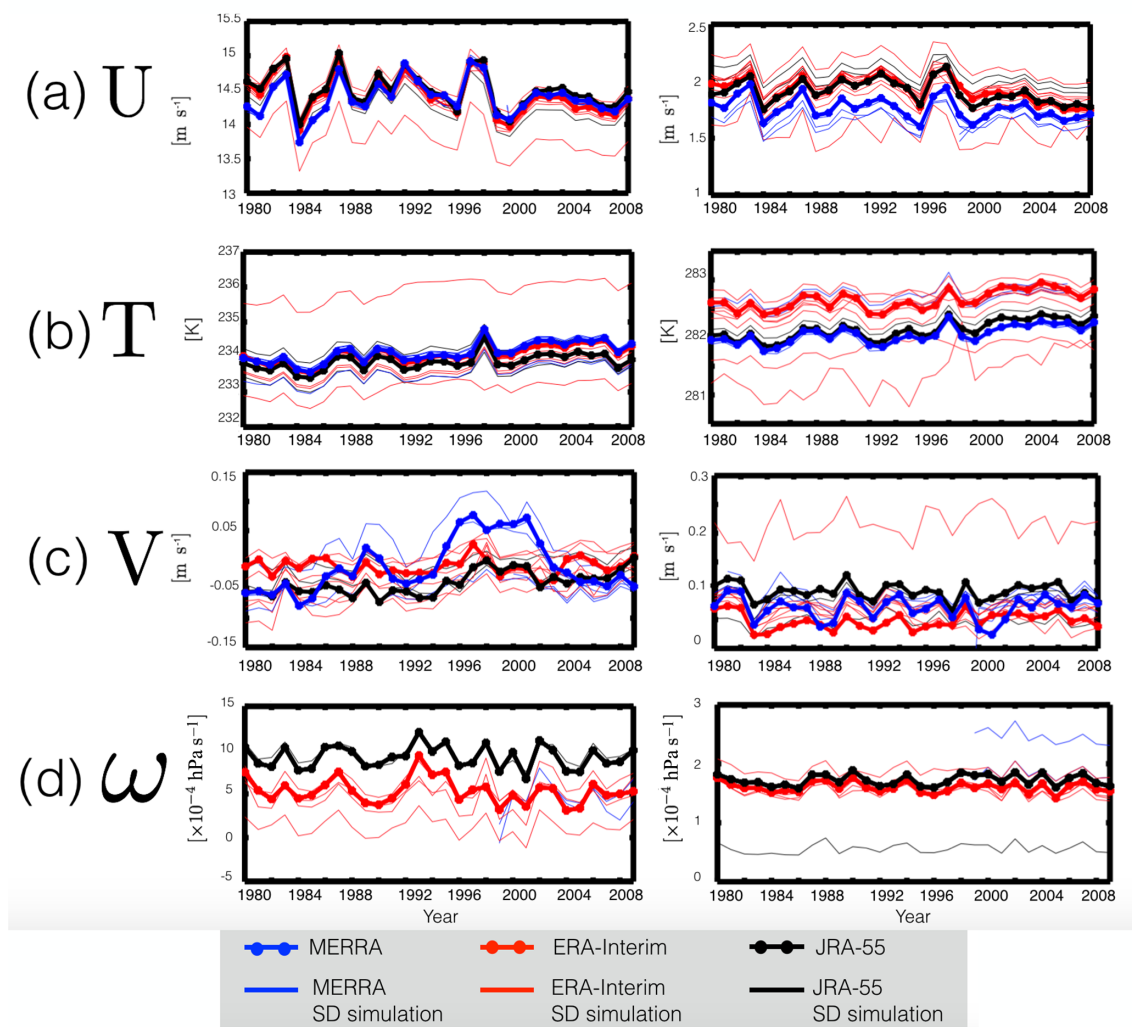 (a) U
15.5
15
14.5
14
13.5
13
[m s⁻¹]
1980 1984 1988 1992 1996 2000 2004 2008
2.5
2
1.5
1
[m s⁻¹]
1980 1984 1988 1992 1996 2000 2004 2008
(b) T
237
236
235
234
233
232
[K]
1980 1984 1988 1992 1996 2000 2004 2008
283
282
281
[K]
1980 1984 1988 1992 1996 2000 2004 2008
(c) V
0.15
0.05
-0.05
-0.15
[m s⁻¹]
1980 1984 1988 1992 1996 2000 2004 2008
0.3
0.2
0.1
0
[m s⁻¹]
1980 1984 1988 1992 1996 2000 2004 2008
(d) ω
15
10
5
0
-5
[×10⁻⁴ hPa s⁻¹]
1980 1984 1988 1992 1996 2000 2004 2008
Year
3
2
1
0
[×10⁻⁴ hPa s⁻¹]
1980 1984 1988 1992 1996 2000 2004 2008
Year
MERRA ERA-Interim JRA-55
MERRA ERA-Interim JRA-55
SD simulation SD simulation SD simulation